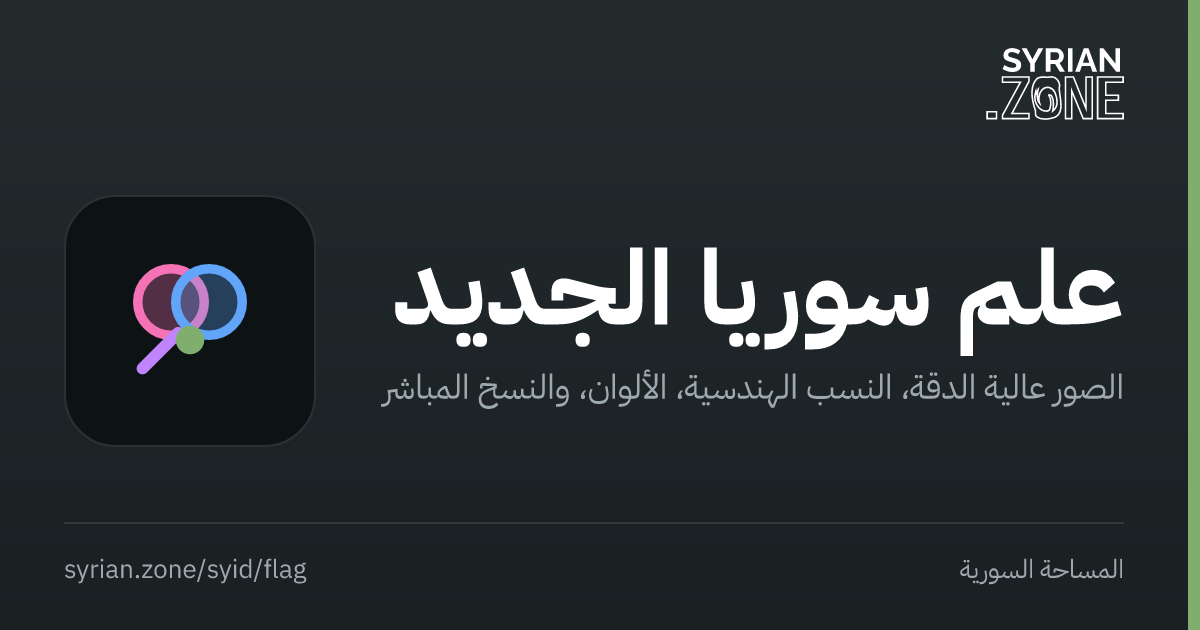 SYRIAN
.ZONE
علم سوريا الجديد
الصور عالية الدقة، النسب الهندسية، الألوان، والنسخ المباشر
المساحة السورية
syrian.zone/syid/flag